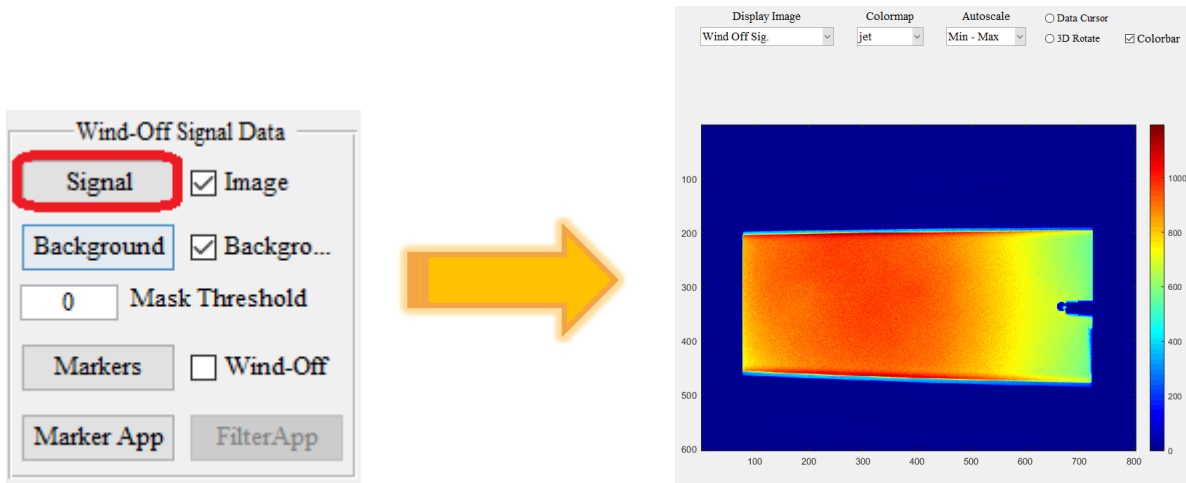 Wind-Off Signal Data
Signal
Image
Background
Backgro...
0
Mask Threshold
Markers
Wind-Off
Marker App
FilterApp
Display Image
Colormap
Autoscale
Data Cursor
Wind Off Sig.
jet
Min - Max
3D Rotate
Colorbar
100
200
300
400
500
600
100
200
300
400
500
600
700
800
1000
800
600
400
200
0